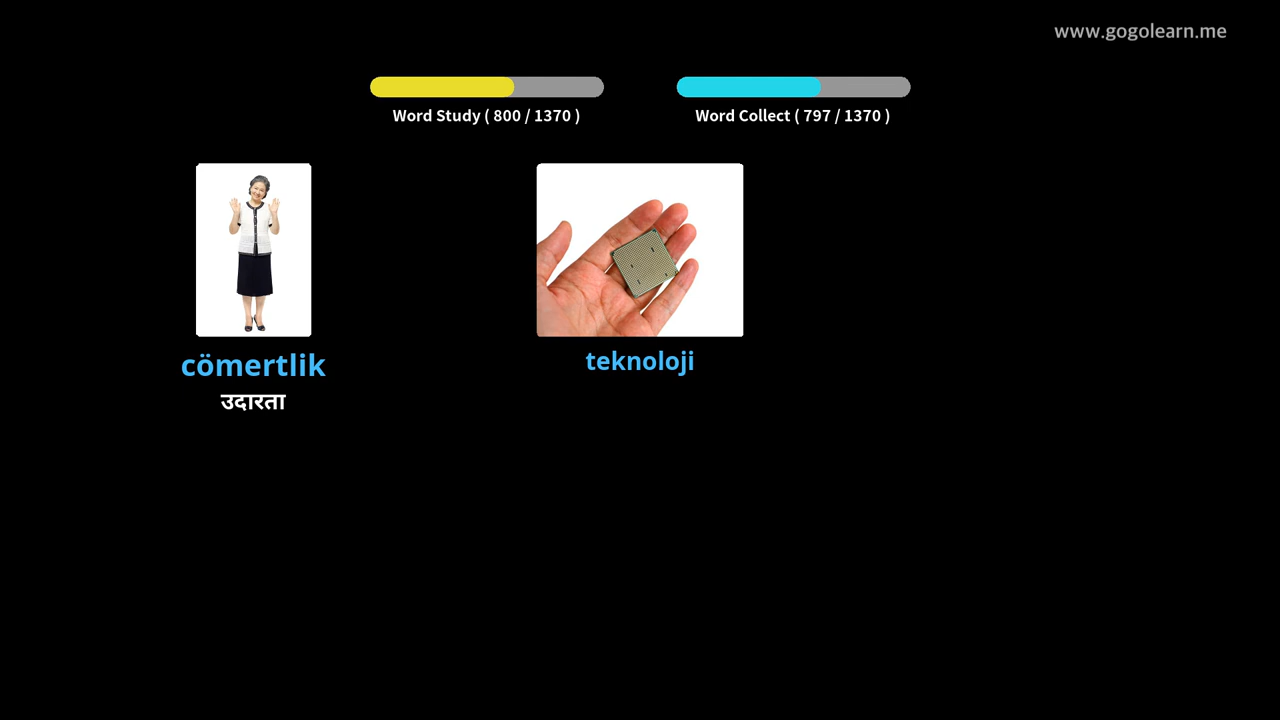 www.gogolearn.me
Word Study ( 800 / 1370 )
Word Collect ( 797 / 1370 )
cömertlik
उदारता
teknoloji